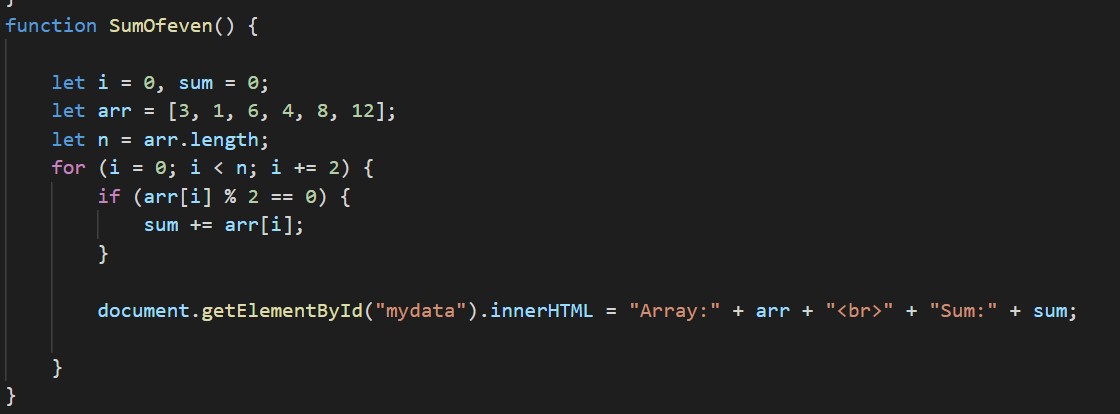 }
function SumOfeven() {
let i = 0, sum = 0;
let arr = [3, 1, 6, 4, 8, 12];
let n = arr.length;
for (i = 0; i < n; i += 2) {
if (arr[i] % 2 == 0) {
sum += arr[i];
}
document.getElementById("mydata").innerHTML = "Array:" + arr + "<br>" + "Sum:" + sum;
}
}